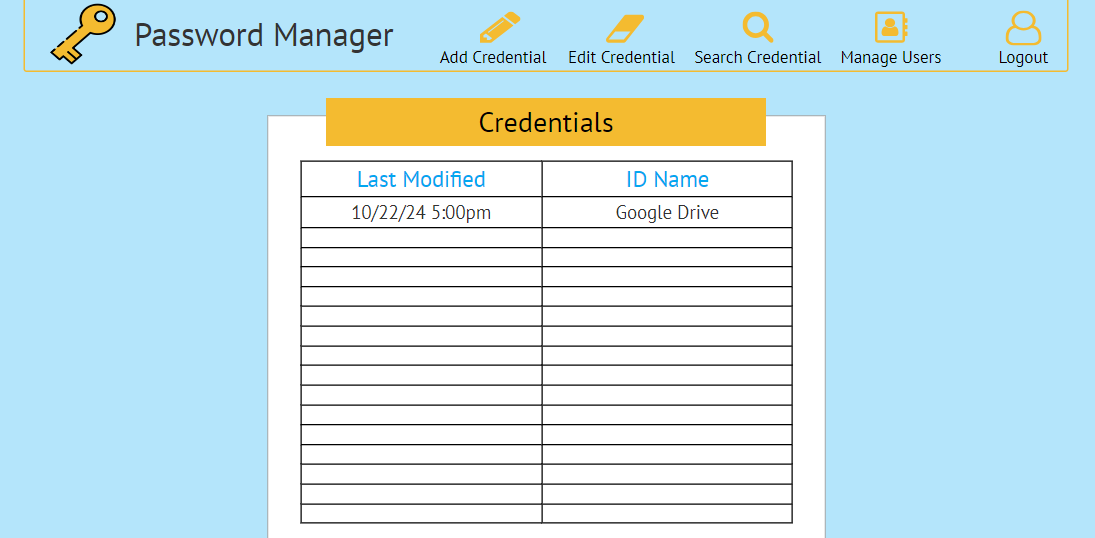 Password Manager
Add Credential
Edit Credential
Search Credential
Manage Users
Logout
Credentials
Last Modified ID Name
10/22/24 5:00pm Google Drive